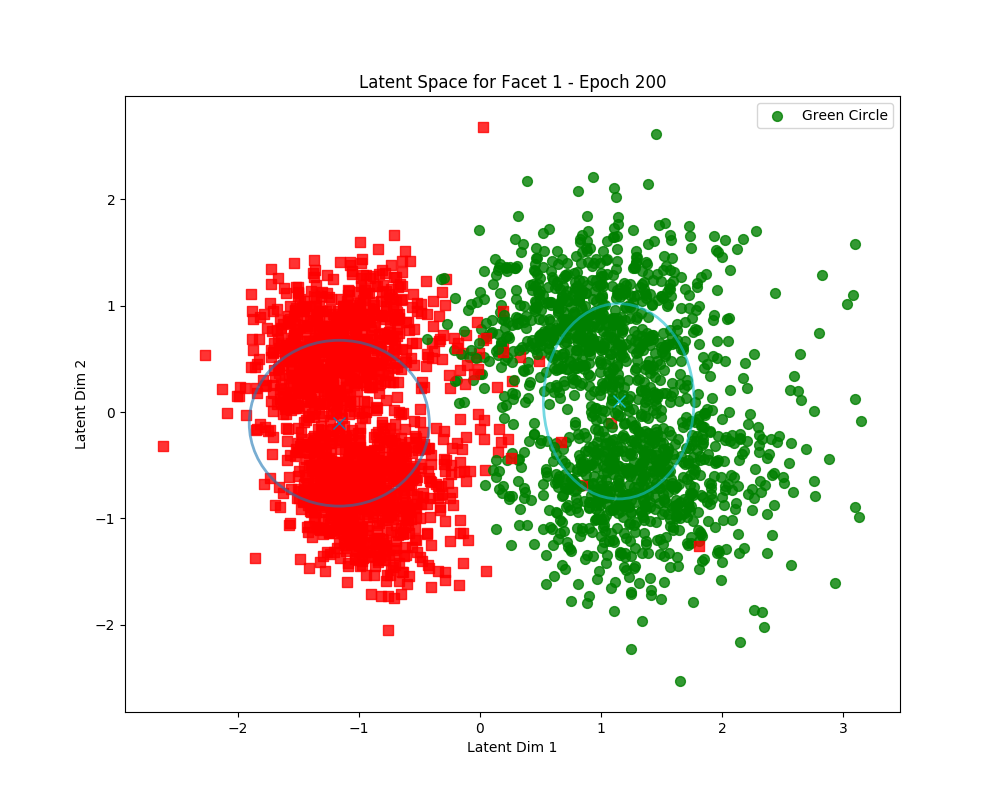 Latent Space for Facet 1 - Epoch 200
Green Circle
Latent Dim 2
2
1
0
−1
−2
−2
−1
0
1
2
3
Latent Dim 1